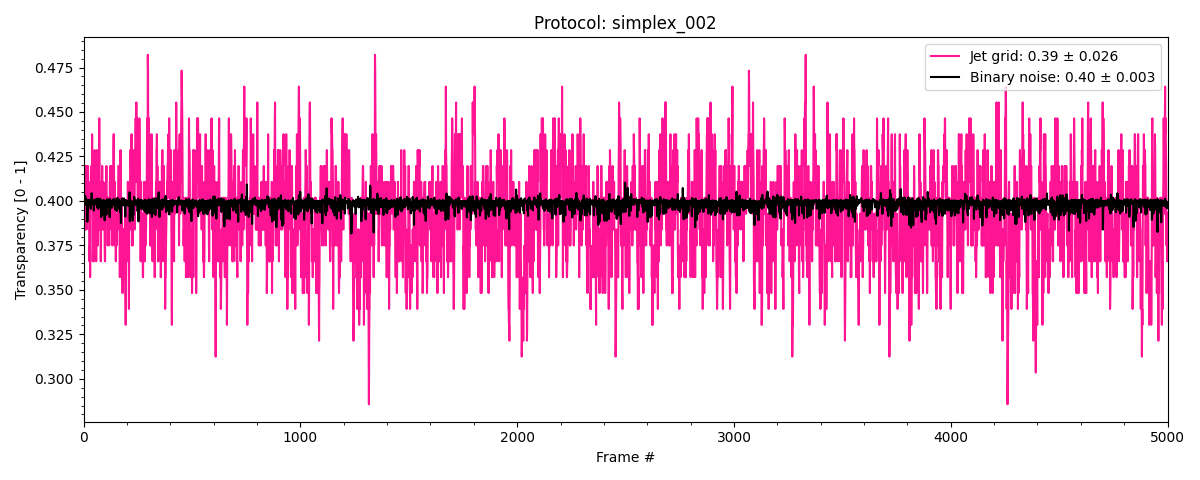 Protocol: simplex_002
Transparency [0 - 1]
0.475
0.450
0.425
0.400
0.375
0.350
0.325
0.300
Jet grid: 0.39 ± 0.026
Binary noise: 0.40 ± 0.003
0
1000
2000
3000
4000
5000
Frame #